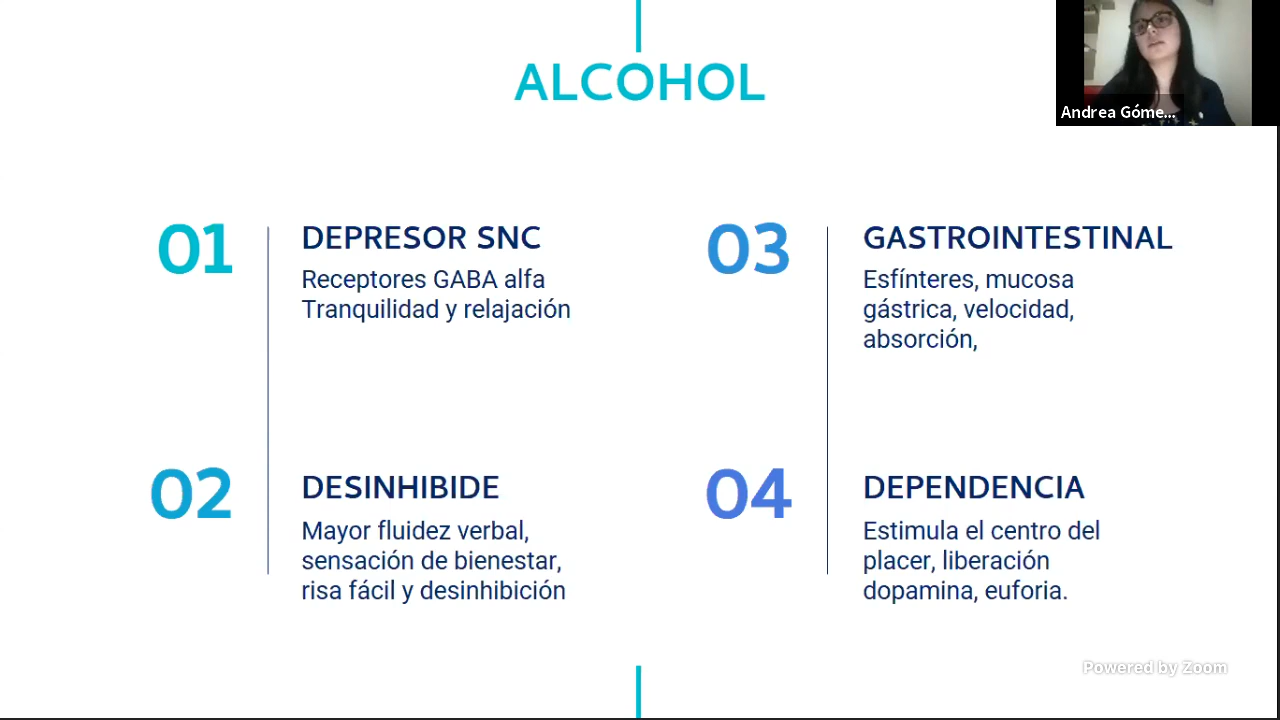 ALCOHOL
Andrea Góme...
01
DEPRESOR SNC
Receptores GABA alfa
Tranquilidad y relajación
02
DESINHIBIDE
Mayor fluidez verbal,
sensación de bienestar,
risa fácil y desinhibición
03
GASTROINTESTINAL
Esfínteres, mucosa
gástrica, velocidad,
absorción,
04
DEPENDENCIA
Estimula el centro del
placer, liberación
dopamina, euforia.
Powered by Zoom